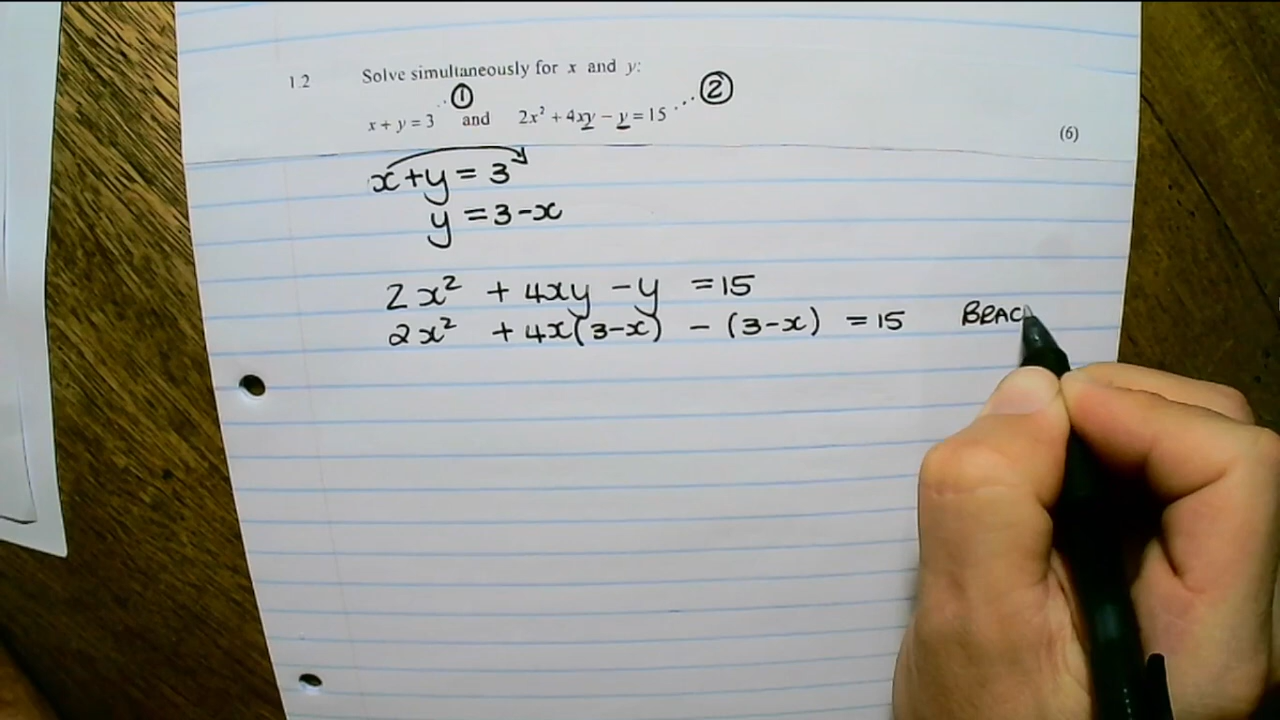 1.2 Solve simultaneously for x and y:
x + y = 3 ...① and 2x² + 4xy − y = 15 ...②
(6)
x+y = 3
y = 3-x
2x² + 4xy - y = 15
2x² + 4x(3-x) - (3-x) = 15 BRAC